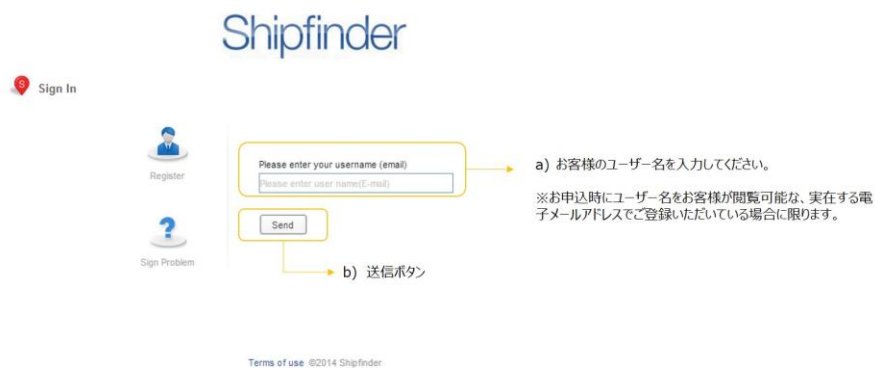 Shipfinder
S
Sign In
Register
Please enter your username (email)
Please enter user name(E-mail)
Send
Sign Problem
a) お客様のユーザー名を入力してください。
※お申込時にユーザー名をお客様が閲覧可能な、実在する電
子メールアドレスでご登録いただいている場合に限ります。
b) 送信ボタン
Terms of use ©2014 Shipfinder